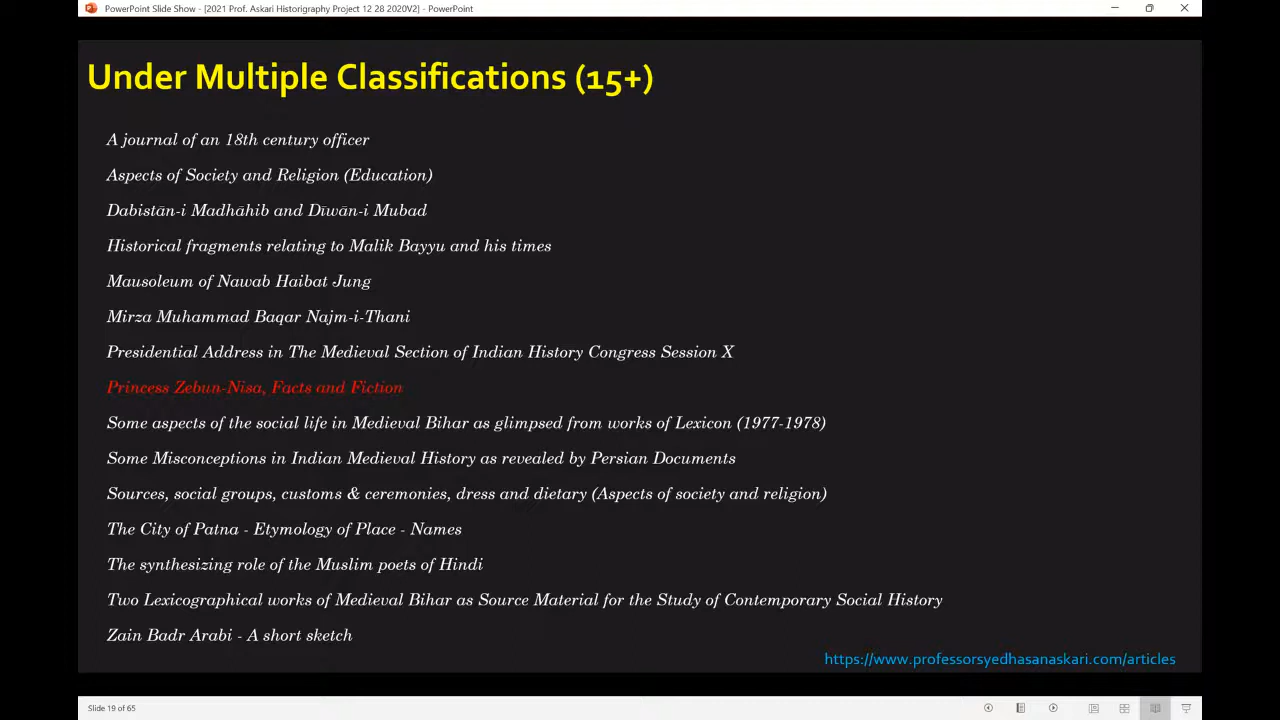 PowerPoint Slide Show - [2021 Prof. Askari Historigraphy Project 12 28 2020V2] - PowerPoint
Under Multiple Classifications (15+)
A journal of an 18th century officer
Aspects of Society and Religion (Education)
Dabistān-i Madhāhib and Dīwān-i Mubad
Historical fragments relating to Malik Bayyu and his times
Mausoleum of Nawab Haibat Jung
Mirza Muhammad Baqar Najm-i-Thani
Presidential Address in The Medieval Section of Indian History Congress Session X
Princess Zebun-Nisa, Facts and Fiction
Some aspects of the social life in Medieval Bihar as glimpsed from works of Lexicon (1977-1978)
Some Misconceptions in Indian Medieval History as revealed by Persian Documents
Sources, social groups, customs & ceremonies, dress and dietary (Aspects of society and religion)
The City of Patna - Etymology of Place - Names
The synthesizing role of the Muslim poets of Hindi
Two Lexicographical works of Medieval Bihar as Source Material for the Study of Contemporary Social History
Zain Badr Arabi - A short sketch
https://www.professorsyedhasanaskari.com/articles
Slide 19 of 65